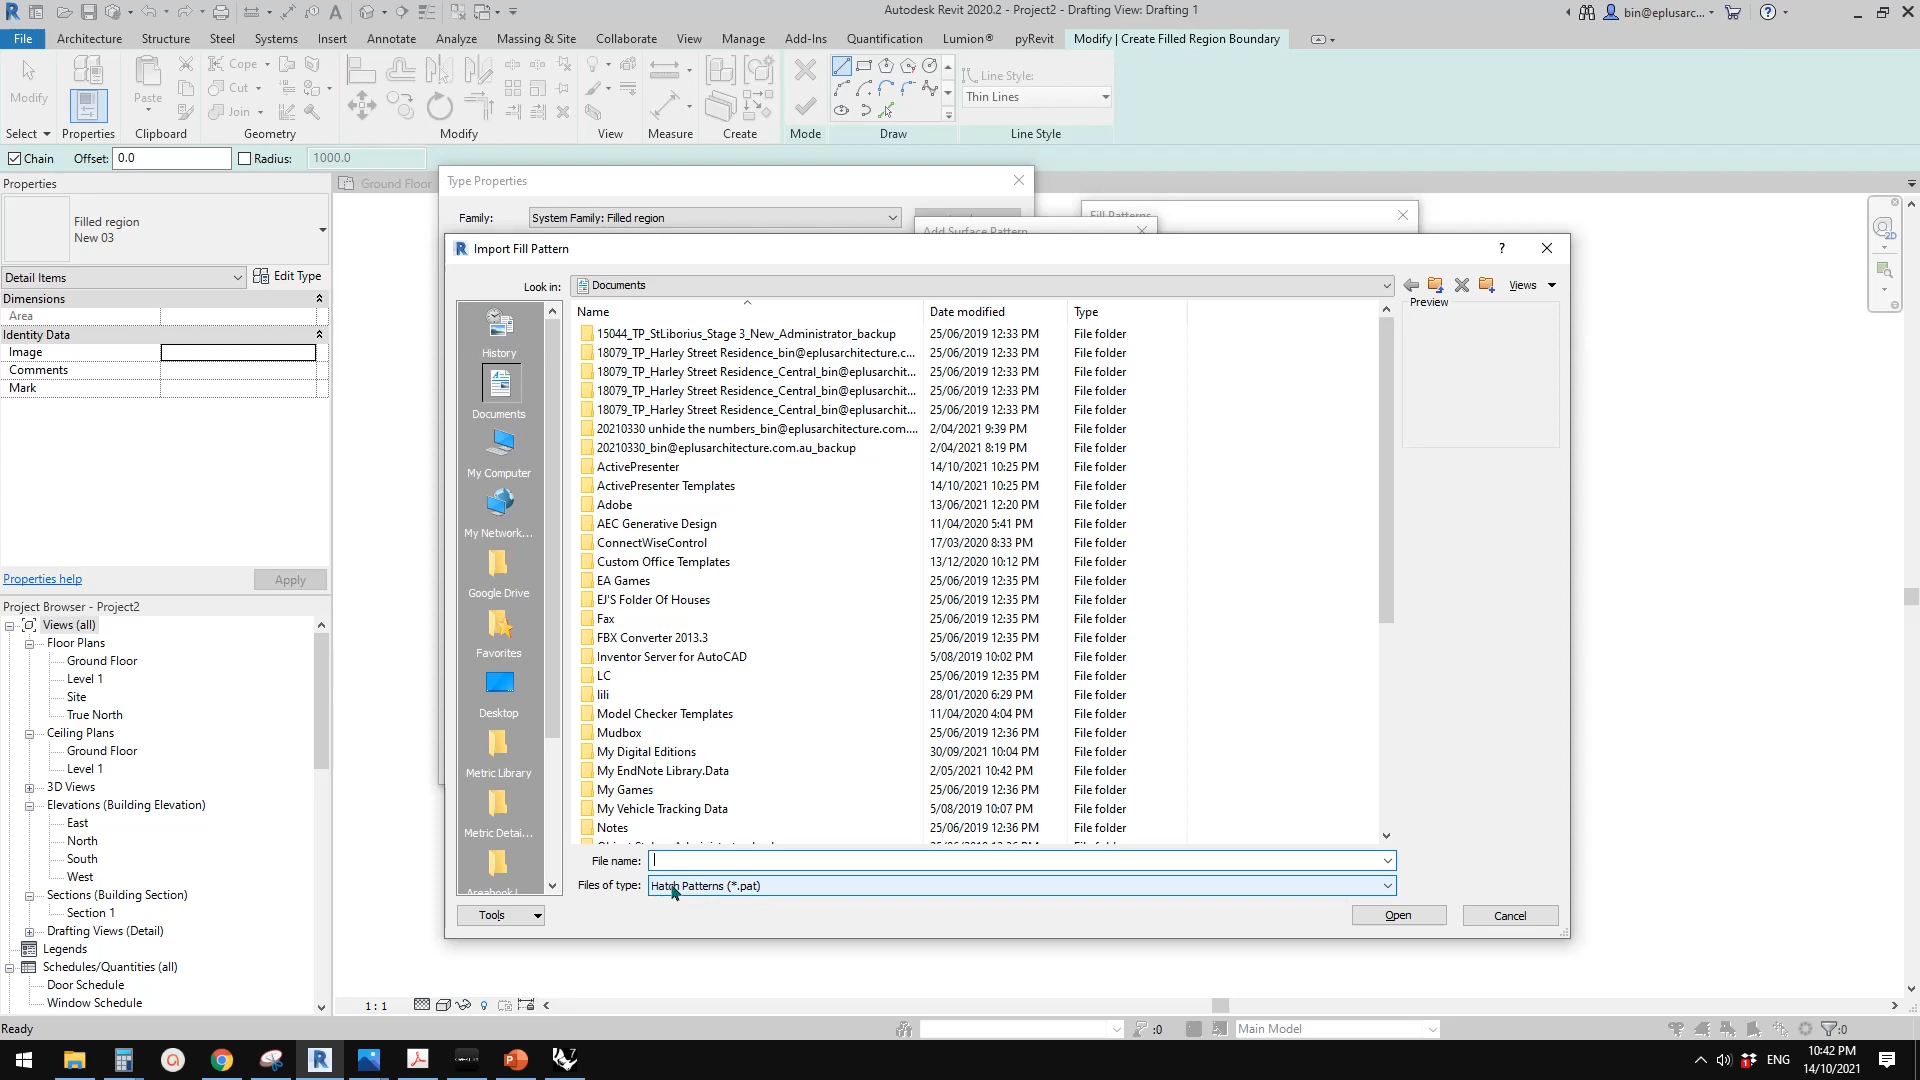 Autodesk Revit 2020.2 - Project2 - Drafting View: Drafting 1
bin@eplusarc...
File Architecture Structure Steel Systems Insert Annotate Analyze Massing & Site Collaborate View Manage Add-Ins Quantification Lumion® pyRevit Modify | Create Filled Region Boundary
Modify
Paste
Cope
Cut
Join
Line Style:
Thin Lines
Select Properties Clipboard Geometry Modify View Measure Create Mode Draw Line Style
Chain Offset: 0.0 Radius: 1000.0
Properties
Filled region
New 03
Detail Items Edit Type
Dimensions
Area
Identity Data
Image
Comments
Mark
Properties help Apply
Project Browser - Project2
Views (all)
Floor Plans
Ground Floor
Level 1
Site
True North
Ceiling Plans
Ground Floor
Level 1
3D Views
Elevations (Building Elevation)
East
North
South
West
Sections (Building Section)
Section 1
Drafting Views (Detail)
Legends
Schedules/Quantities (all)
Door Schedule
Window Schedule
Ground Floor
Type Properties
Family: System Family: Filled region
Fill Patterns
Add Surface Pattern
Import Fill Pattern
Look in: Documents Views
Preview
History
Documents
My Computer
My Network...
Google Drive
Favorites
Desktop
Metric Library
Metric Detai...
Name Date modified Type
15044_TP_StLiborius_Stage 3_New_Administrator_backup 25/06/2019 12:33 PM File folder
18079_TP_Harley Street Residence_bin@eplusarchitecture.c... 25/06/2019 12:33 PM File folder
18079_TP_Harley Street Residence_Central_bin@eplusarchit... 25/06/2019 12:33 PM File folder
18079_TP_Harley Street Residence_Central_bin@eplusarchit... 25/06/2019 12:33 PM File folder
18079_TP_Harley Street Residence_Central_bin@eplusarchit... 25/06/2019 12:33 PM File folder
20210330 unhide the numbers_bin@eplusarchitecture.com.... 2/04/2021 9:39 PM File folder
20210330_bin@eplusarchitecture.com.au_backup 2/04/2021 8:19 PM File folder
ActivePresenter 14/10/2021 10:25 PM File folder
ActivePresenter Templates 14/10/2021 10:25 PM File folder
Adobe 13/06/2021 12:20 PM File folder
AEC Generative Design 11/04/2020 5:41 PM File folder
ConnectWiseControl 17/03/2020 8:33 PM File folder
Custom Office Templates 13/12/2020 10:12 PM File folder
EA Games 25/06/2019 12:35 PM File folder
EJ'S Folder Of Houses 25/06/2019 12:35 PM File folder
Fax 25/06/2019 12:35 PM File folder
FBX Converter 2013.3 25/06/2019 12:35 PM File folder
Inventor Server for AutoCAD 5/08/2019 10:02 PM File folder
LC 25/06/2019 12:35 PM File folder
lili 28/01/2020 6:29 PM File folder
Model Checker Templates 11/04/2020 4:04 PM File folder
Mudbox 25/06/2019 12:36 PM File folder
My Digital Editions 30/09/2021 10:04 PM File folder
My EndNote Library.Data 2/05/2021 10:42 PM File folder
My Games 25/06/2019 12:36 PM File folder
My Vehicle Tracking Data 5/08/2019 10:07 PM File folder
Notes 25/06/2019 12:36 PM File folder
File name:
Files of type: Hatch Patterns (*.pat)
Tools Open Cancel
1 : 1
Ready :0 Main Model :0
ENG
10:42 PM
14/10/2021